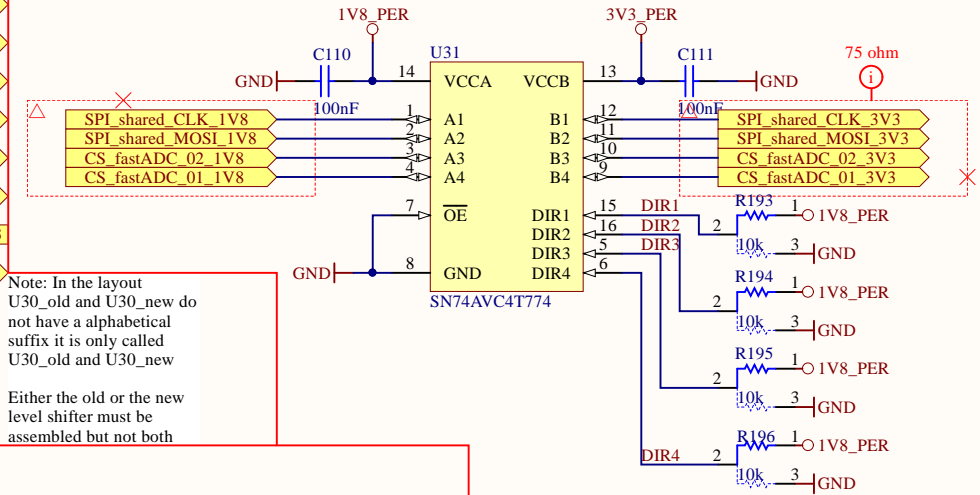 1V8_PER
3V3_PER
C110
U31
C111
75 ohm
GND
14
VCCA
VCCB
13
GND
i
100nF
100nF
SPI_shared_CLK_1V8
1
A1
B1
12
SPI_shared_CLK_3V3
SPI_shared_MOSI_1V8
2
A2
B2
11
SPI_shared_MOSI_3V3
CS_fastADC_02_1V8
3
A3
B3
10
CS_fastADC_02_3V3
CS_fastADC_01_1V8
4
A4
B4
9
CS_fastADC_01_3V3
7
OE
DIR1
15
DIR1
R193
1
1V8_PER
2
10k
3
GND
DIR2
16
DIR2
DIR3
5
DIR3
GND
8
GND
DIR4
6
SN74AVC4T774
R194
1
1V8_PER
2
10k
3
GND
R195
1
1V8_PER
2
10k
3
GND
DIR4
R196
1
1V8_PER
2
10k
3
GND
Note: In the layout
U30_old and U30_new do
not have a alphabetical
suffix it is only called
U30_old and U30_new
Either the old or the new
level shifter must be
assembled but not both